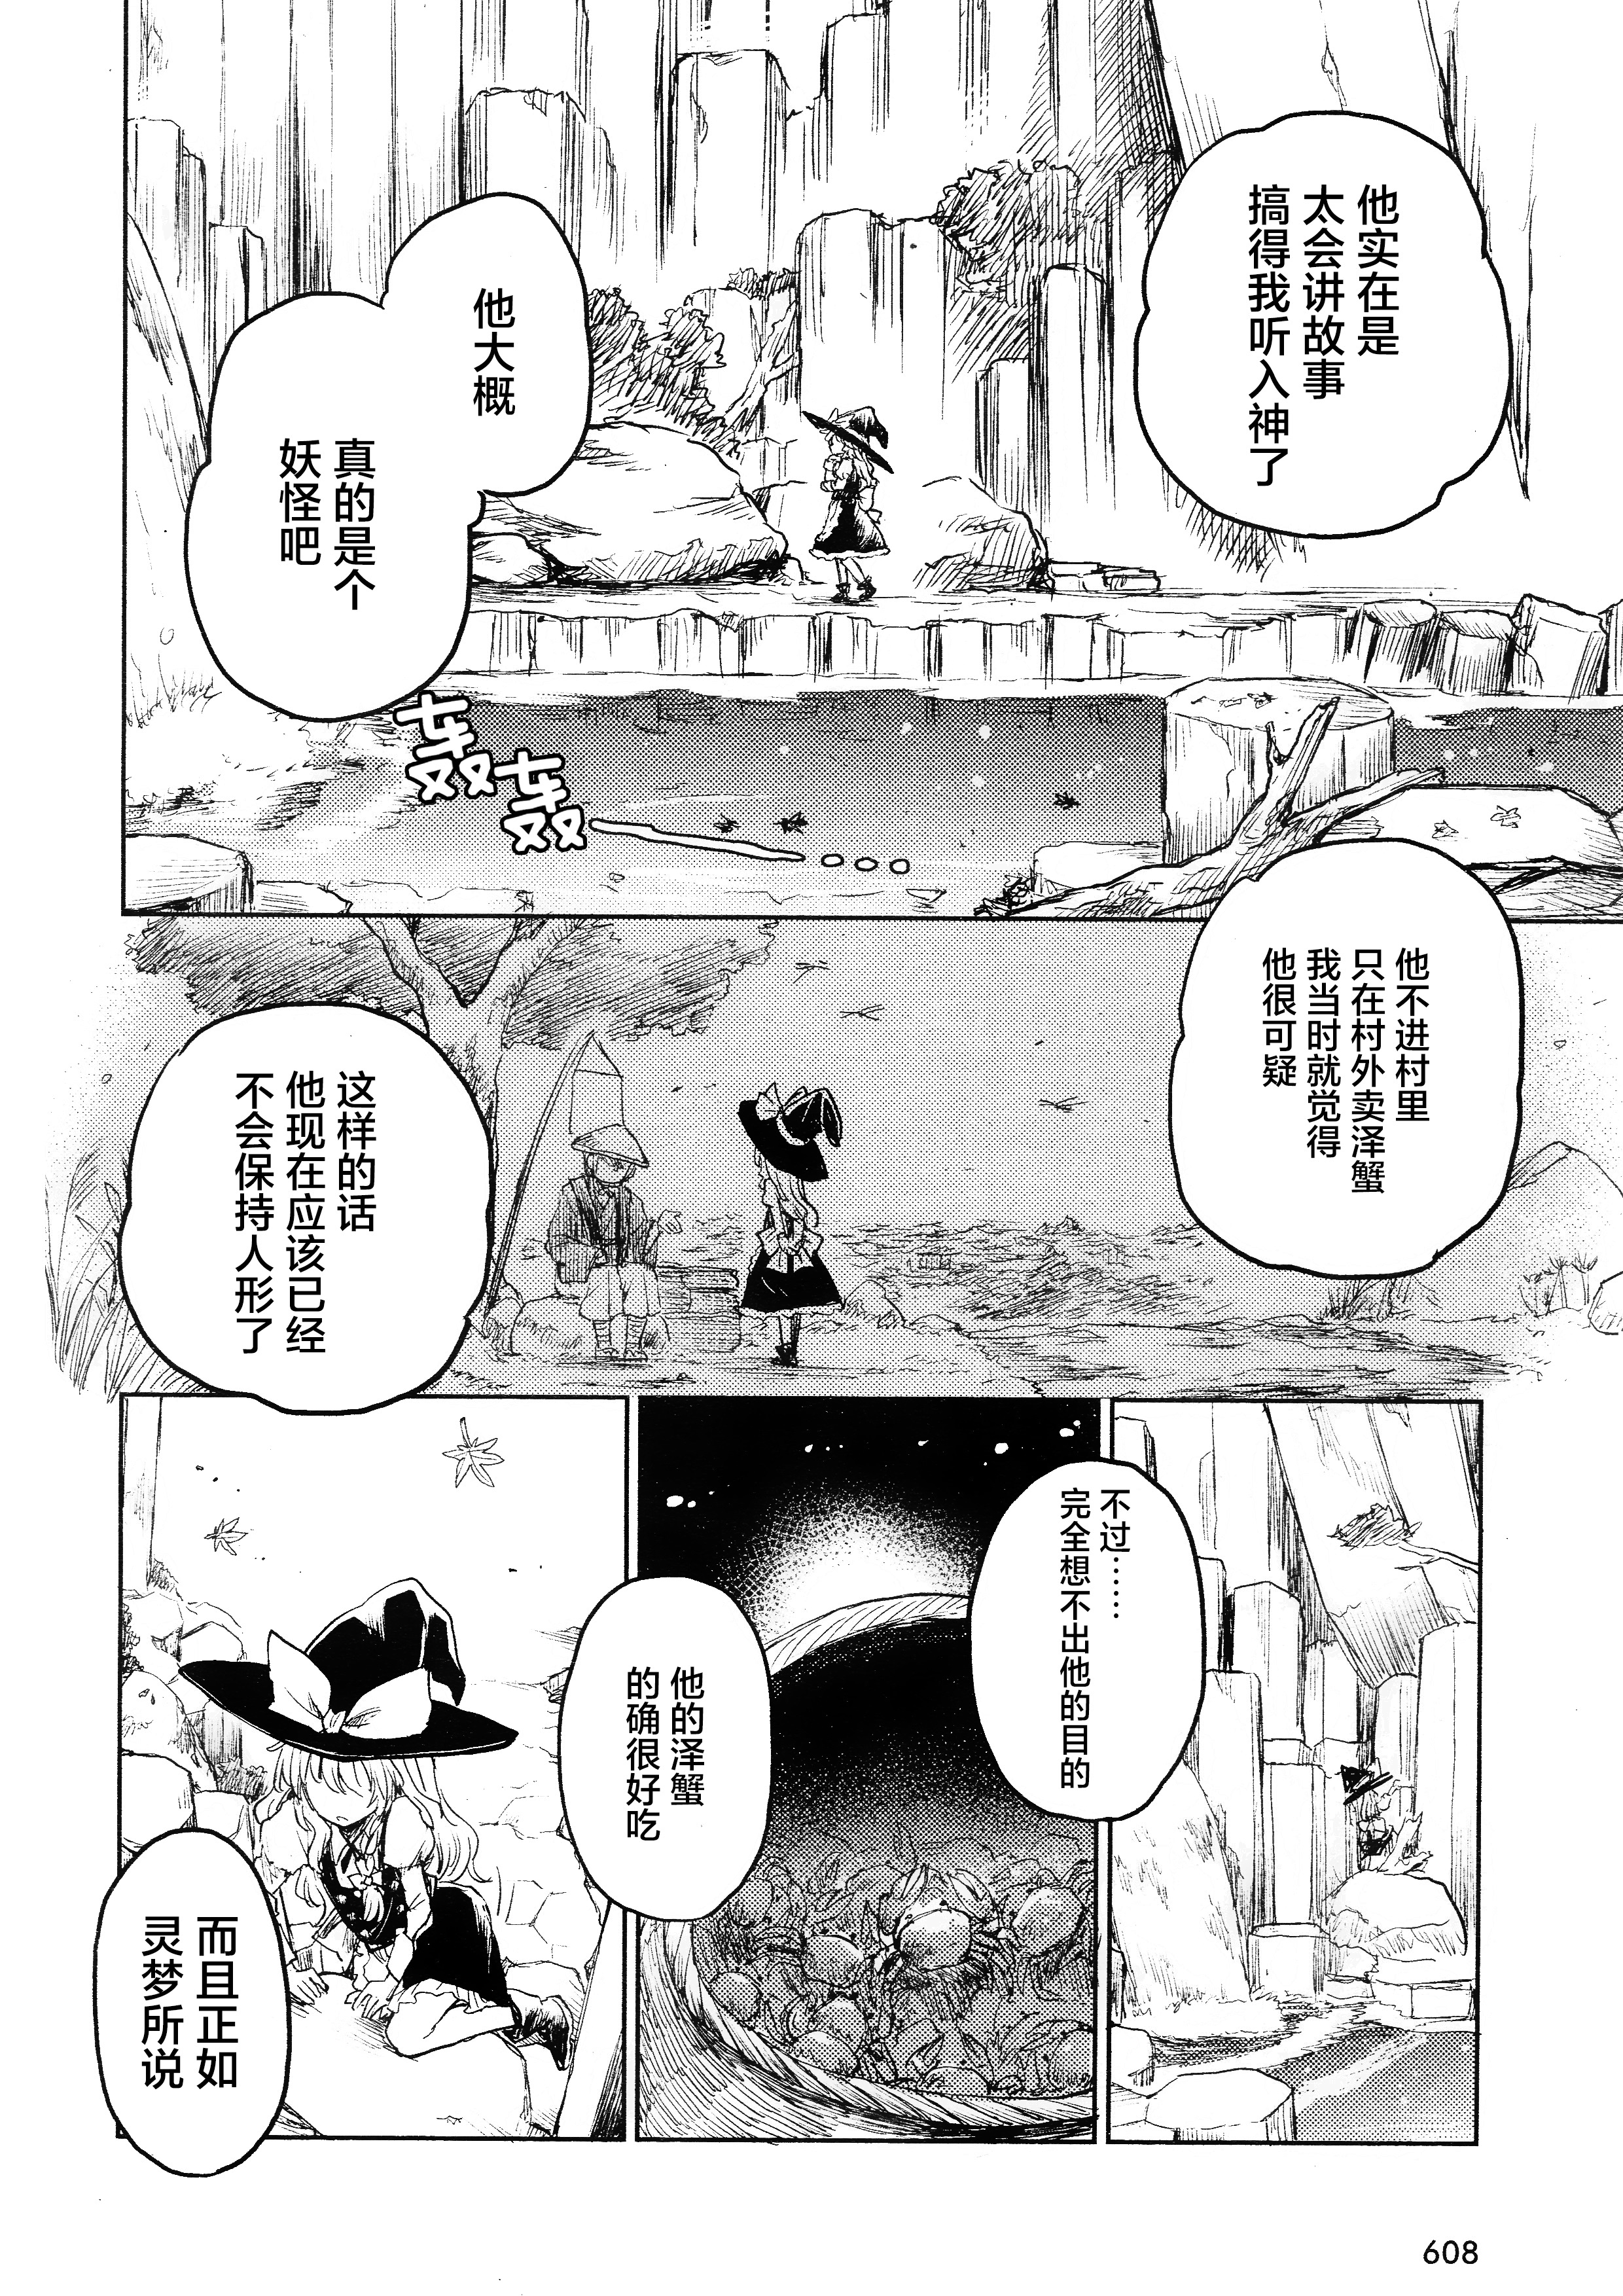 他实在是
太会讲故事
搞得我听入神了
他大概
真的是个
妖怪吧
轰轰
他不进村里
只在村外卖泽蟹
我当时就觉得
他很可疑
这样的话
他现在应该已经
不会保持人形了
不过……
完全想不出他的目的
他的泽蟹
的确很好吃
而且正如
灵梦所说
608